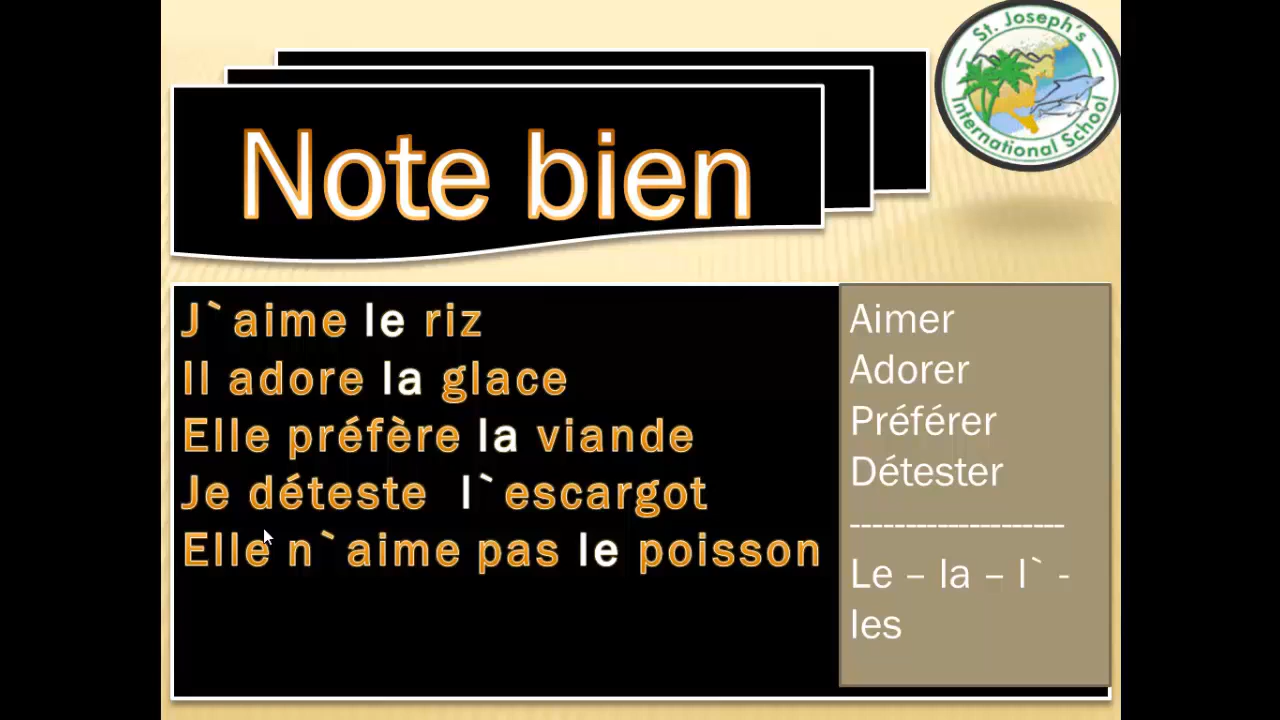 St. Joseph's
International School
Note bien
J`aime le riz
Il adore la glace
Elle préfère la viande
Je déteste l`escargot
Elle n`aime pas le poisson
Aimer
Adorer
Préférer
Détester
--------------------
Le – la – l` -
les